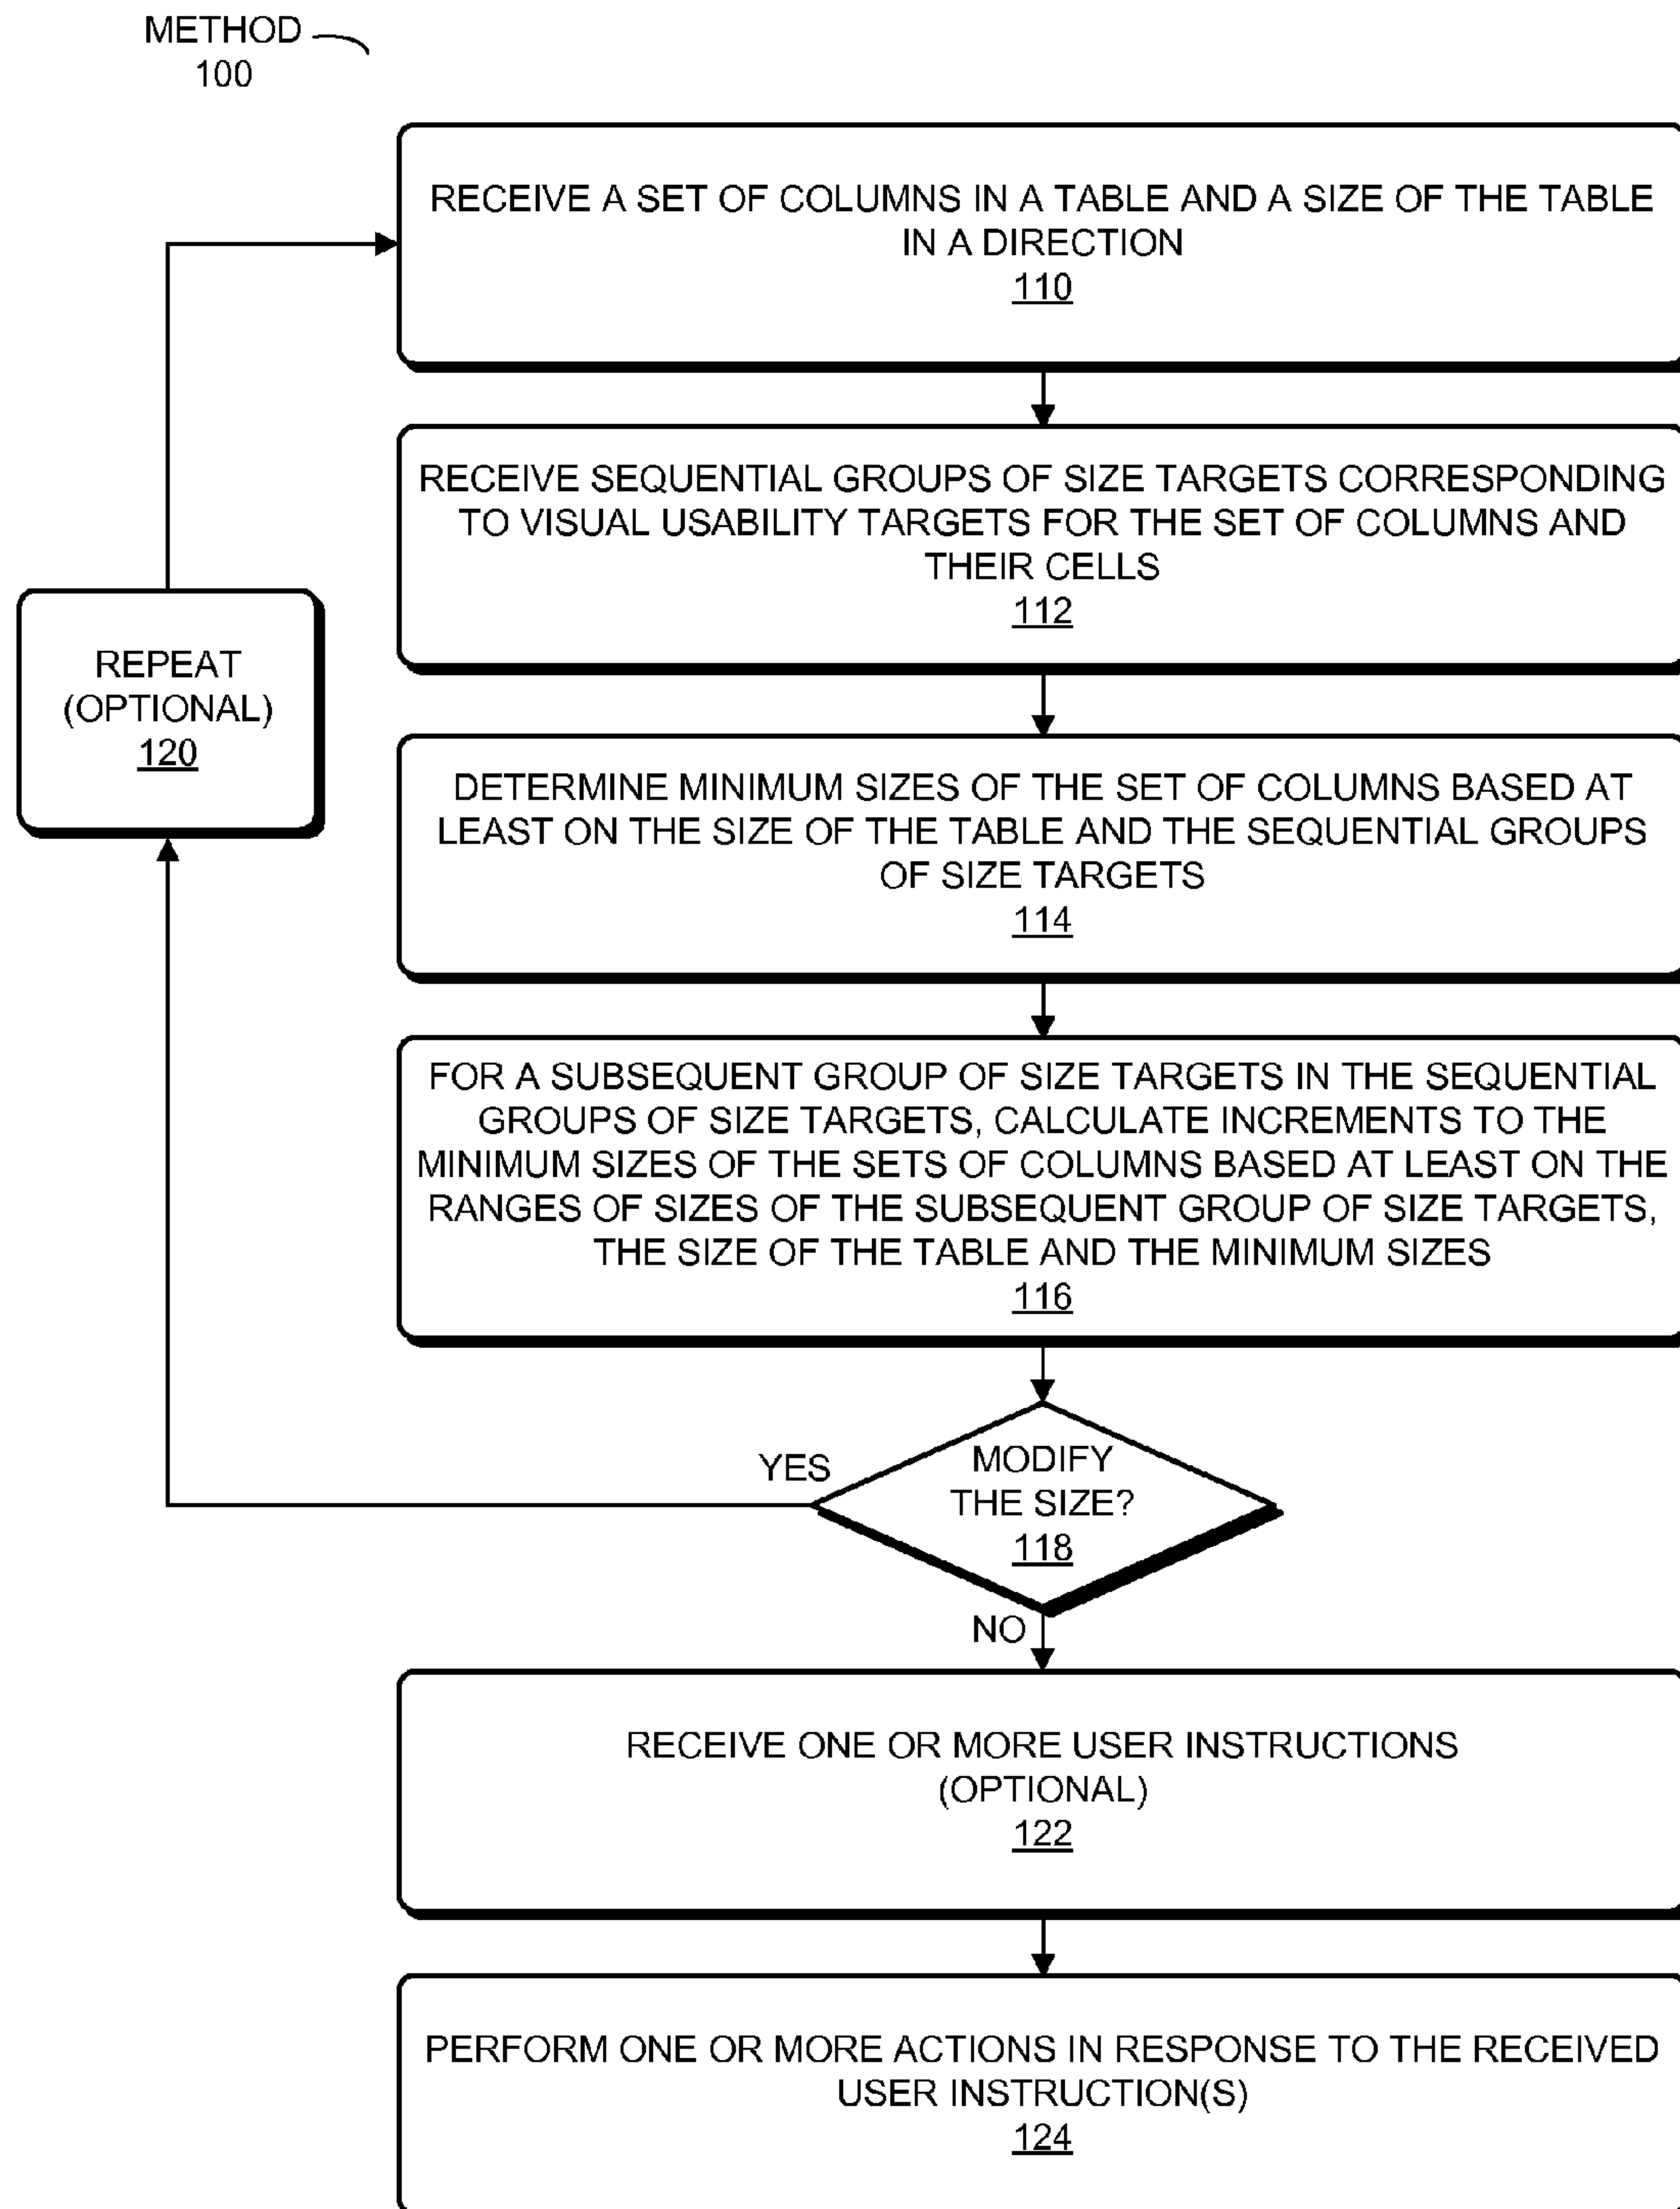 METHOD
100
RECEIVE A SET OF COLUMNS IN A TABLE AND A SIZE OF THE TABLE
IN A DIRECTION
110
RECEIVE SEQUENTIAL GROUPS OF SIZE TARGETS CORRESPONDING
TO VISUAL USABILITY TARGETS FOR THE SET OF COLUMNS AND
THEIR CELLS
112
REPEAT
(OPTIONAL)
120
DETERMINE MINIMUM SIZES OF THE SET OF COLUMNS BASED AT
LEAST ON THE SIZE OF THE TABLE AND THE SEQUENTIAL GROUPS
OF SIZE TARGETS
114
FOR A SUBSEQUENT GROUP OF SIZE TARGETS IN THE SEQUENTIAL
GROUPS OF SIZE TARGETS, CALCULATE INCREMENTS TO THE
MINIMUM SIZES OF THE SETS OF COLUMNS BASED AT LEAST ON THE
RANGES OF SIZES OF THE SUBSEQUENT GROUP OF SIZE TARGETS,
THE SIZE OF THE TABLE AND THE MINIMUM SIZES
116
YES
MODIFY
THE SIZE?
118
NO
RECEIVE ONE OR MORE USER INSTRUCTIONS
(OPTIONAL)
122
PERFORM ONE OR MORE ACTIONS IN RESPONSE TO THE RECEIVED
USER INSTRUCTION(S)
124